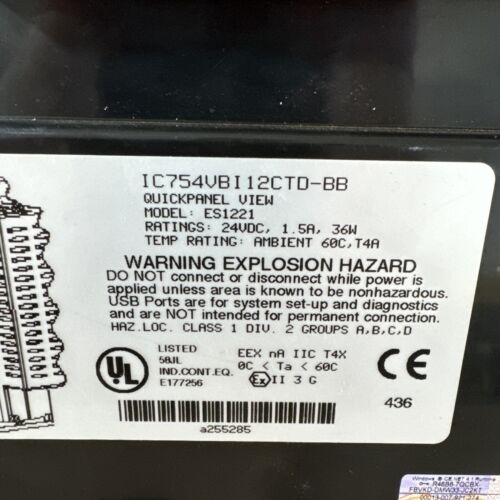 IC754VBI12CTD-BB
QUICKPANEL VIEW
MODEL: ES1221
RATINGS: 24VDC, 1.5A, 36W
TEMP RATING: AMBIENT 60C,T4A
WARNING EXPLOSION HAZARD
DO NOT connect or disconnect while power is
applied unless area is known to be nonhazardous.
USB Ports are for system set-up and diagnostics
and are NOT intended for permanent connection.
HAZ.LOC. CLASS 1 DIV. 2 GROUPS A,B,C,D
UL
LISTED
58JL
IND.CONT.EQ.
E177256
EEX nA IIC T4X
0C < Ta < 60C
Ex II 3 G
CE
436
a255285